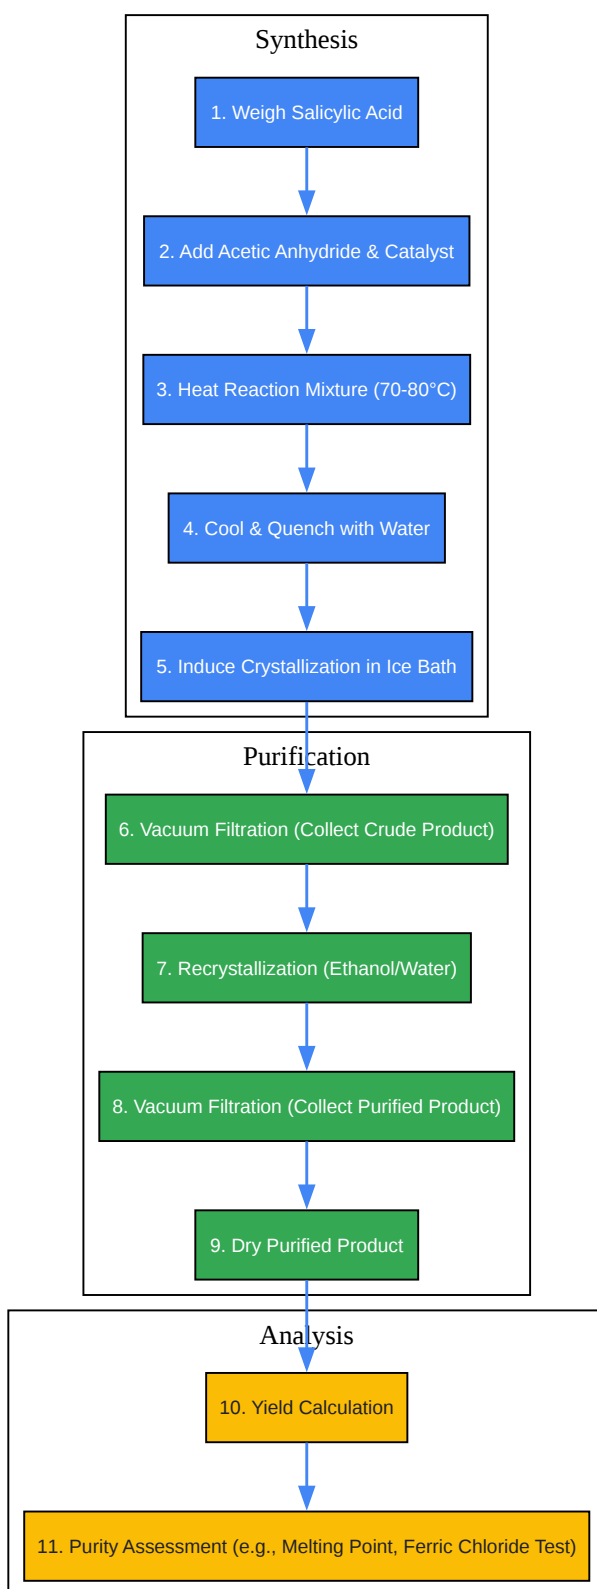 Synthesis
1. Weigh Salicylic Acid
2. Add Acetic Anhydride & Catalyst
3. Heat Reaction Mixture (70-80°C)
4. Cool & Quench with Water
5. Induce Crystallization in Ice Bath
Purification
6. Vacuum Filtration (Collect Crude Product)
7. Recrystallization (Ethanol/Water)
8. Vacuum Filtration (Collect Purified Product)
9. Dry Purified Product
Analysis
10. Yield Calculation
11. Purity Assessment (e.g., Melting Point, Ferric Chloride Test)